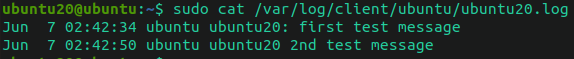 ubuntu20@ubuntu:~$ sudo cat /var/log/client/ubuntu/ubuntu20.log
Jun  7 02:42:34 ubuntu ubuntu20: first test message
Jun  7 02:42:50 ubuntu ubuntu20 2nd test message